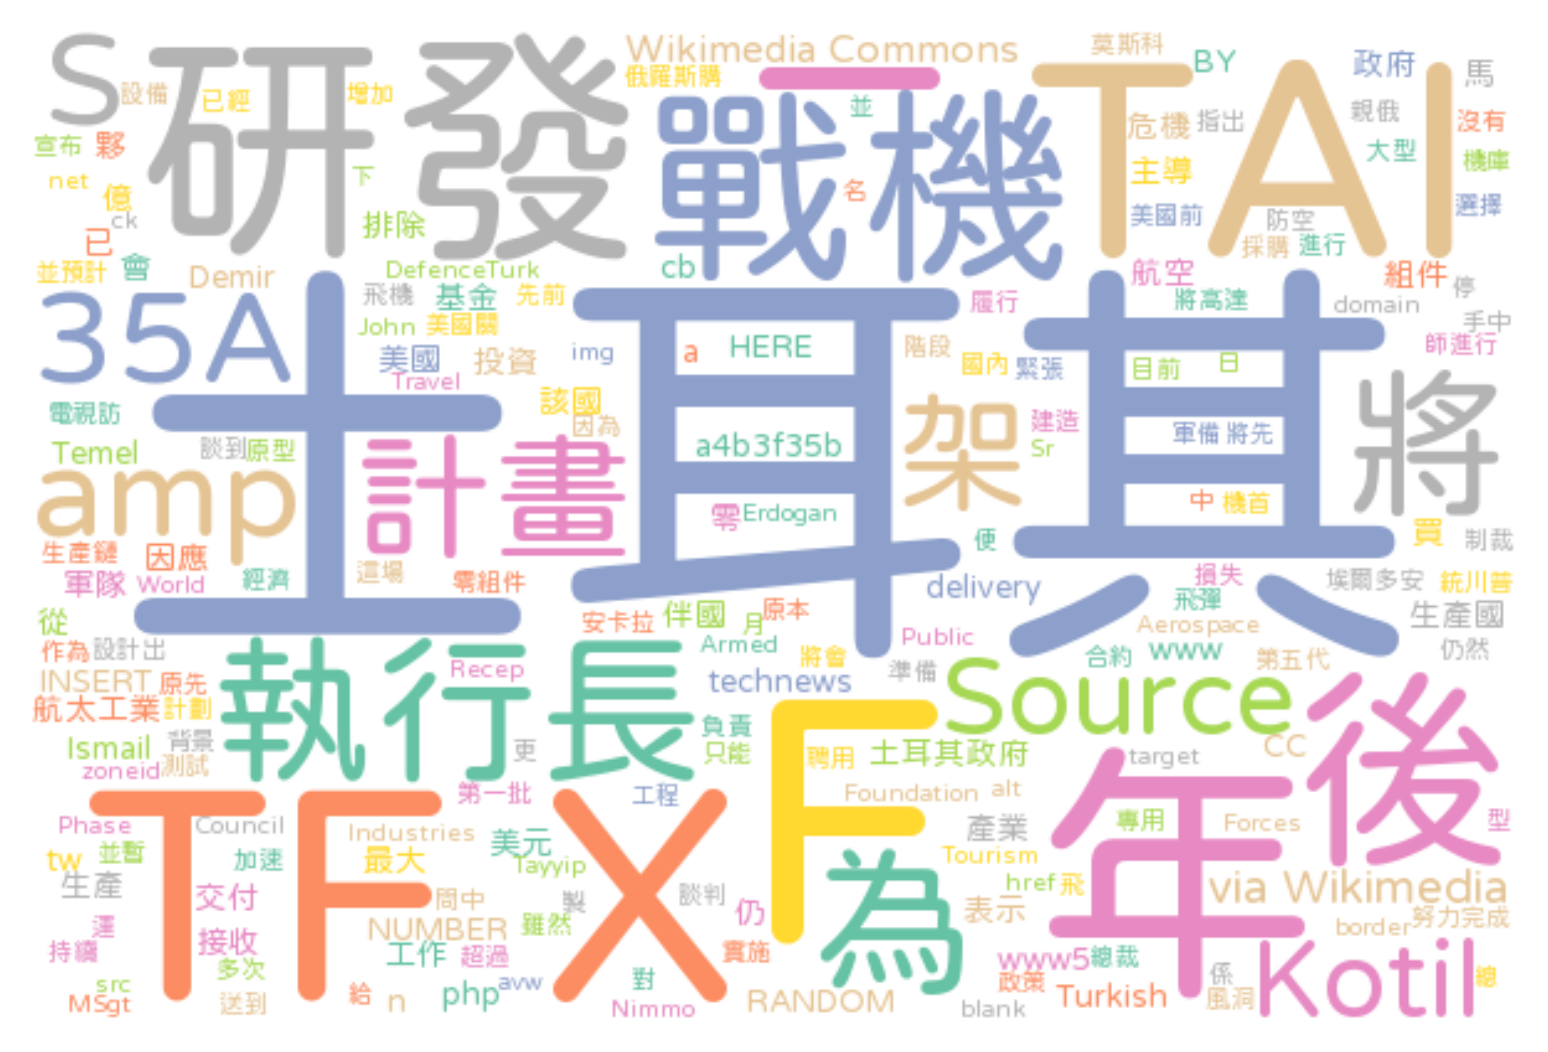 S 研發 戰機 一 TAI
Wikimedia Commons
莫斯科
BY
政府
馬
設備
已經
增加
俄羅斯購
並
危機
指出
親俄
沒有
宣布
夥
下
主導
大型
機庫
net
億
ck
排除
名
美國前
防空
選擇
已
採購
進行
並預計
會
Demir
DefenceTurk
cb
航空
組件
停
35A
飛機
基金
先前
履行
將高達
domain
手中
John
美國關
土耳其
HERE
a
階段
國內
緊張
目前
日
師進行
美國
投資
img
Travel
該國
因為
電視訪
架
建造
將
Temel
談到
原型
計畫
a4b3f35b
Sr
軍備
將先
amp
零
Erdogan
中
機首
便
買
制裁
生產鏈
因應
這場
軍隊
World
經濟
零組件
delivery
損失
埃爾多安
統川普
飛彈
生產國
從
安卡拉
伴國
月
原本
Aerospace
作為
設計出
Armed
將會
Public
合約
www
第五代
仍然
INSERT
原先
執行長
Recep
technews
準備
Source
後
航太工業
計劃
Ismail
背景
更
負責
只能
F
聘用
土耳其政府
target
CC
zoneid
測試
第一批
工程
Foundation
alt
年
TFX
Phase
Council
Industries
美元
產業
專用
Forces
型
tw
並暫
加速
最大
Tayyip
為
Tourism
生產
交付
間中
製
談判
仍
href
飛
via Wikimedia
運
NUMBER
雖然
表示
border
努力完成
持續
接收
工作
超過
實施
www5
總裁
係
Kotil
總
多次
src
對
政策
MSgt
送到
給
n
php
avw
Nimmo
RANDOM
blank
Turkish
風洞